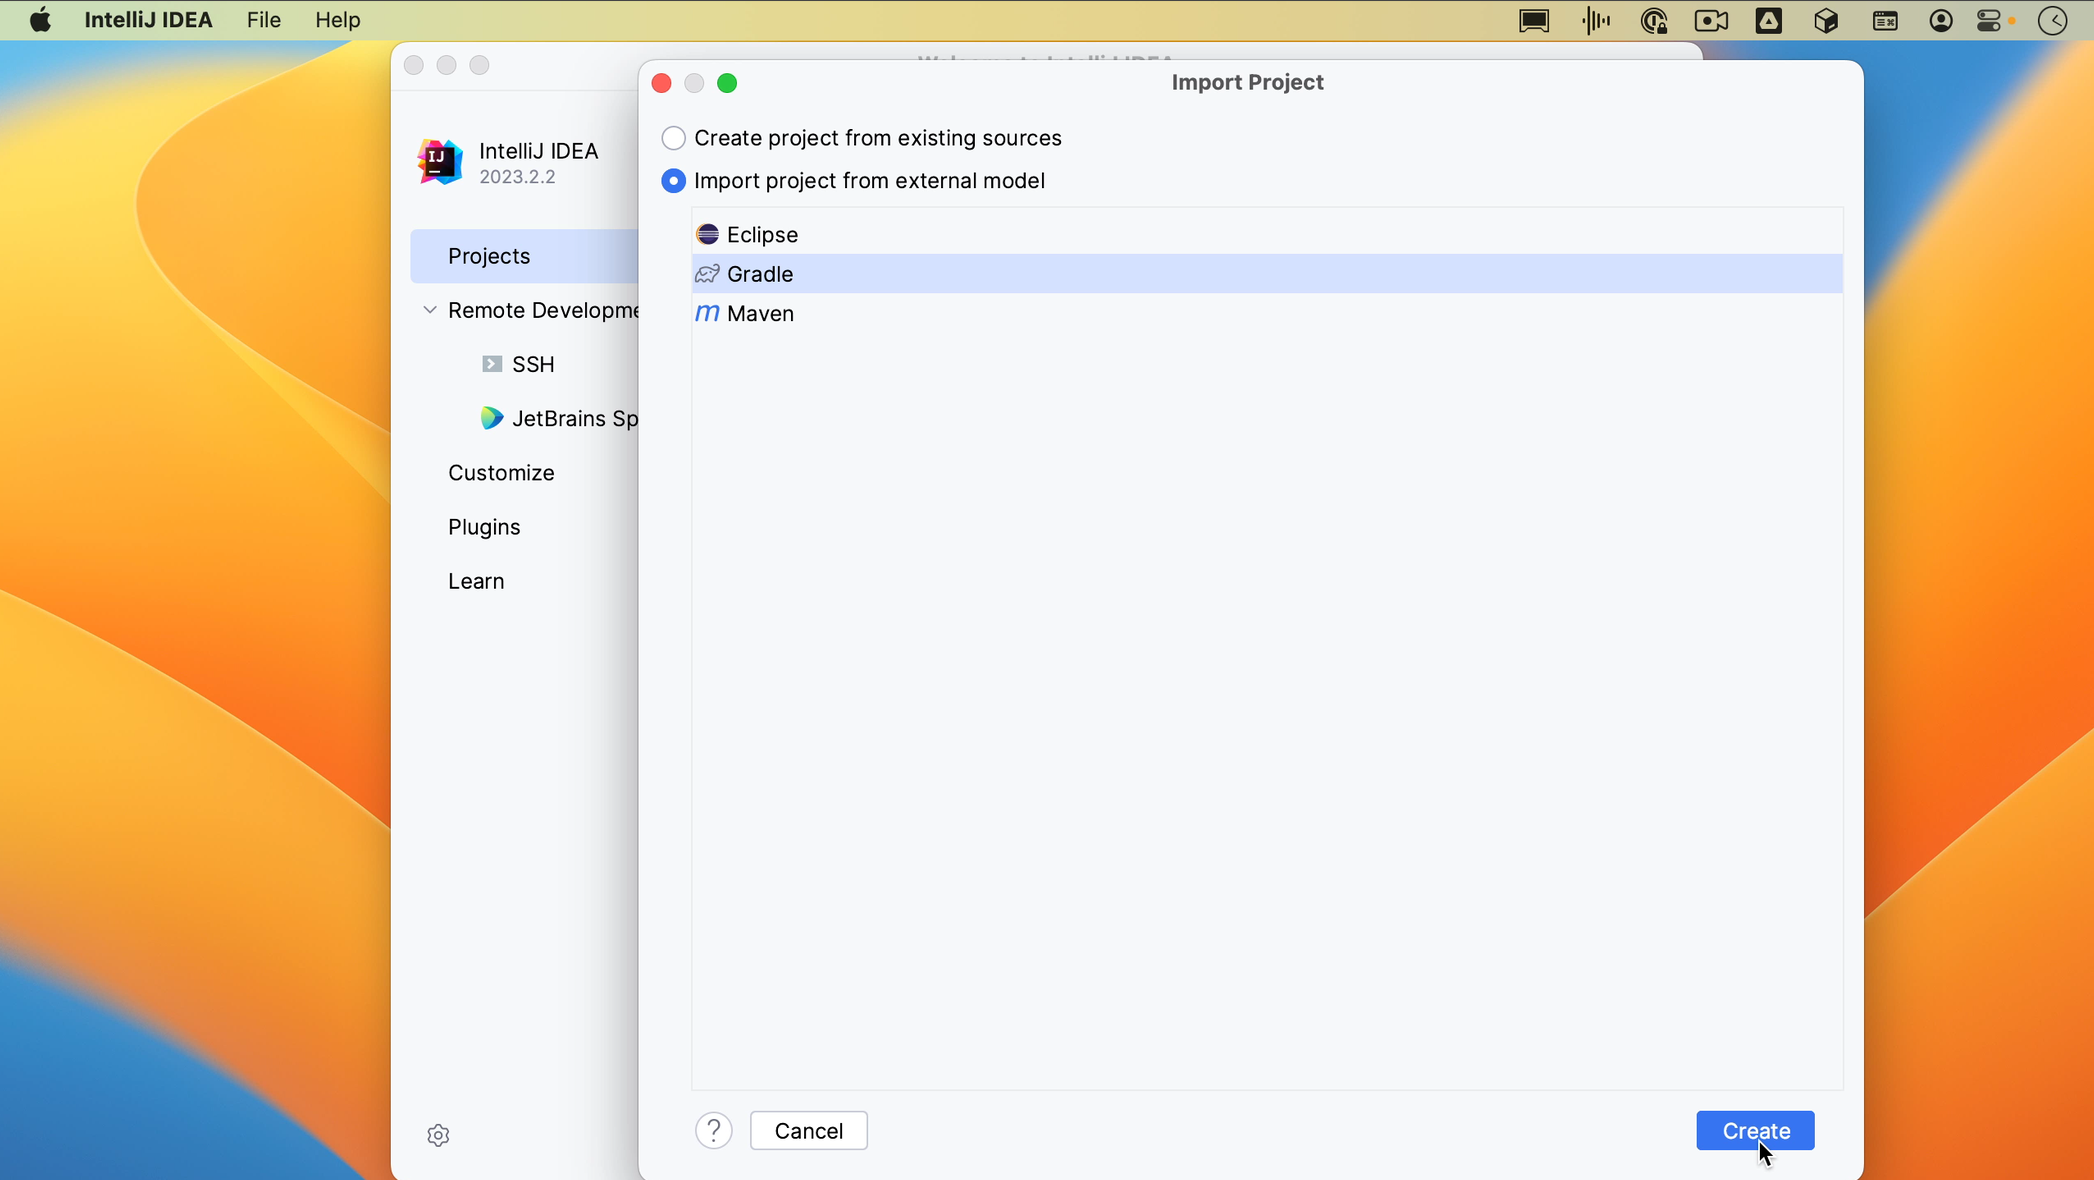 IntelliJ IDEA File Help
Import Project
IntelliJ IDEA
2023.2.2
Projects
Remote Developme
SSH
JetBrains Sp
Customize
Plugins
Learn
Create project from existing sources
Import project from external model
Eclipse
Gradle
m Maven
? Cancel Create